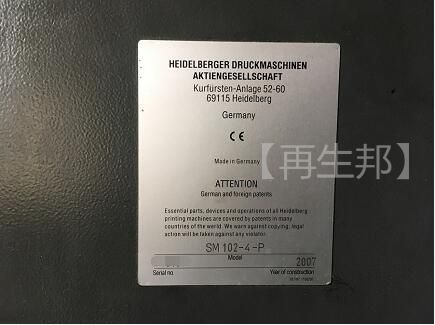 HEIDELBERGER DRUCKMASCHINEN
AKTIENGESELLSCHAFT
Kurfürsten-Anlage 52-60
69115 Heidelberg
Germany
CE
Made in Germany
ATTENTION
German and foreign patents
Essential parts, devices and operations of all Heidelberg
printing machines are covered by patents in many
countries of the world. We warn against copying; legal
action will be taken against any violator.
SM 102-4-P
Model
2007
Serial no.
Year of construction
【再生邦】